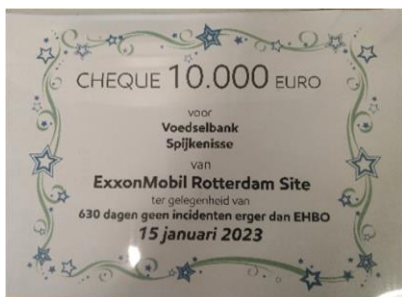 CHEQUE 10.000 EURO
voor
Voedselbank
Spijkenisse
van
ExxonMobil Rotterdam Site
ter gelegenheid van
630 dagen geen incidenten erger dan EHBO
15 januari 2023